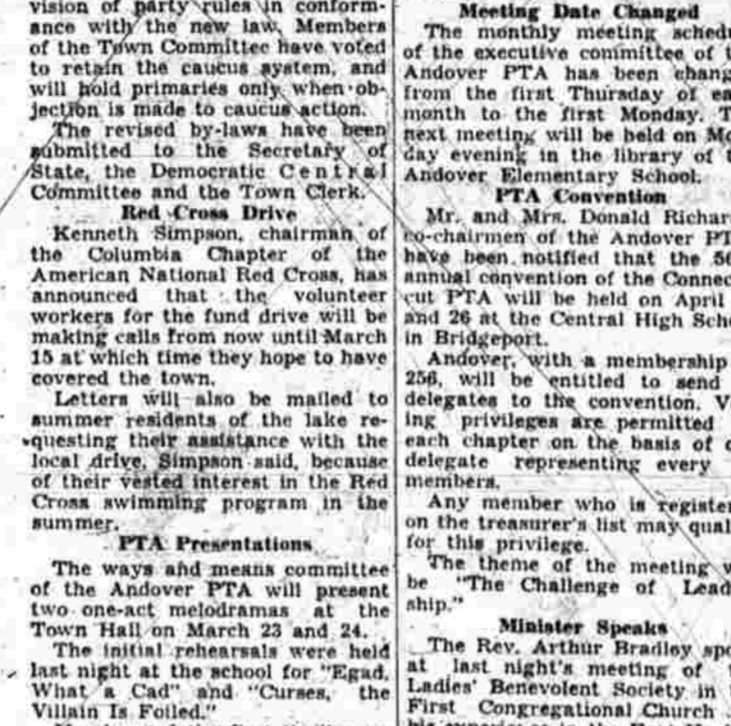 vision of party rules in conform-
ance with the new law. Members
of the Town Committee have voted
to retain the caucus system, and
will hold primaries only when ob-
jection is made to caucus action.
The revised by-laws have been
submitted to the Secretary of
State, the Democratic Central
Committee and the Town Clerk.
Red Cross Drive
Kenneth Simpson, chairman of
the Columbia Chapter of the
American National Red Cross, has
announced that the volunteer
workers for the fund drive will be
making calls from now until March
15 at which time they hope to have
covered the town.
Letters will also be mailed to
summer residents of the lake re-
questing their assistance with the
local drive, Simpson said, because
of their vested interest in the Red
Cross swimming program in the
summer.
PTA Presentations
The ways and means committee
of the Andover PTA will present
two one-act melodramas at the
Town Hall on March 23 and 24.
The initial rehearsals were held
last night at the school for "Egad,
What a Cad" and "Curses, the
Villain Is Foiled."
Meeting Date Changed
The monthly meeting
of the executive committee of
Andover PTA has been
from the first Thursday of
month to the first Monday.
next meeting will be held on
day evening in the library of
Andover Elementary School.
PTA Convention
Mr. and Mrs. Donald
co-chairmen of the Andover
have been notified that the
annual convention of the
cut PTA will be held on April
and 26 at the Central High
in Bridgeport.
Andover, with a membership
256, will be entitled to send
delegates to the convention.
ing privileges are permitted
each chapter on the basis of
delegate representing every
members.
Any member who is
on the treasurer's list may
for this privilege.
The theme of the meeting
be "The Challenge of
ship."
Minister Speaks
The Rev. Arthur Bradley
at last night's meeting of
Ladies' Benevolent Society in
First Congregational Church